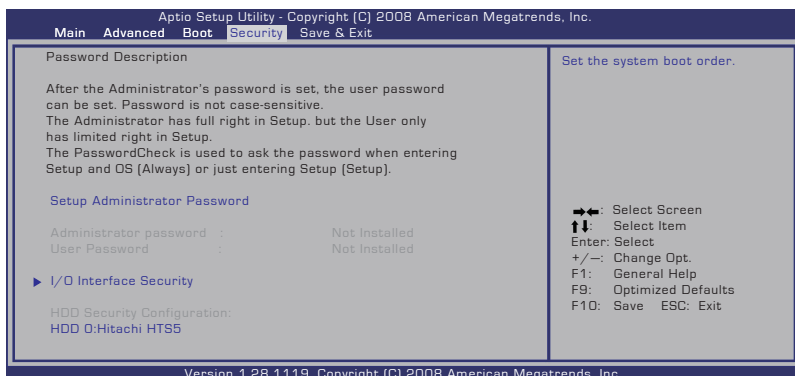 Aptio Setup Utility - Copyright (C) 2008 American Megatrends, Inc.
Main Advanced Boot Security Save & Exit
Password Description
After the Administrator's password is set, the user password
can be set. Password is not case-sensitive.
The Administrator has full right in Setup. but the User only
has limited right in Setup.
The PasswordCheck is used to ask the password when entering
Setup and OS (Always) or just entering Setup (Setup).
Setup Administrator Password
Administrator password : Not Installed
User Password : Not Installed
I/O Interface Security
HDD Security Configuration:
HDD 0:Hitachi HTS5
Set the system boot order.
→←: Select Screen
↑↓: Select Item
Enter: Select
+/—: Change Opt.
F1: General Help
F9: Optimized Defaults
F10: Save ESC: Exit
Version 1.28.1119. Copyright (C) 2008 American Megatrends, Inc.